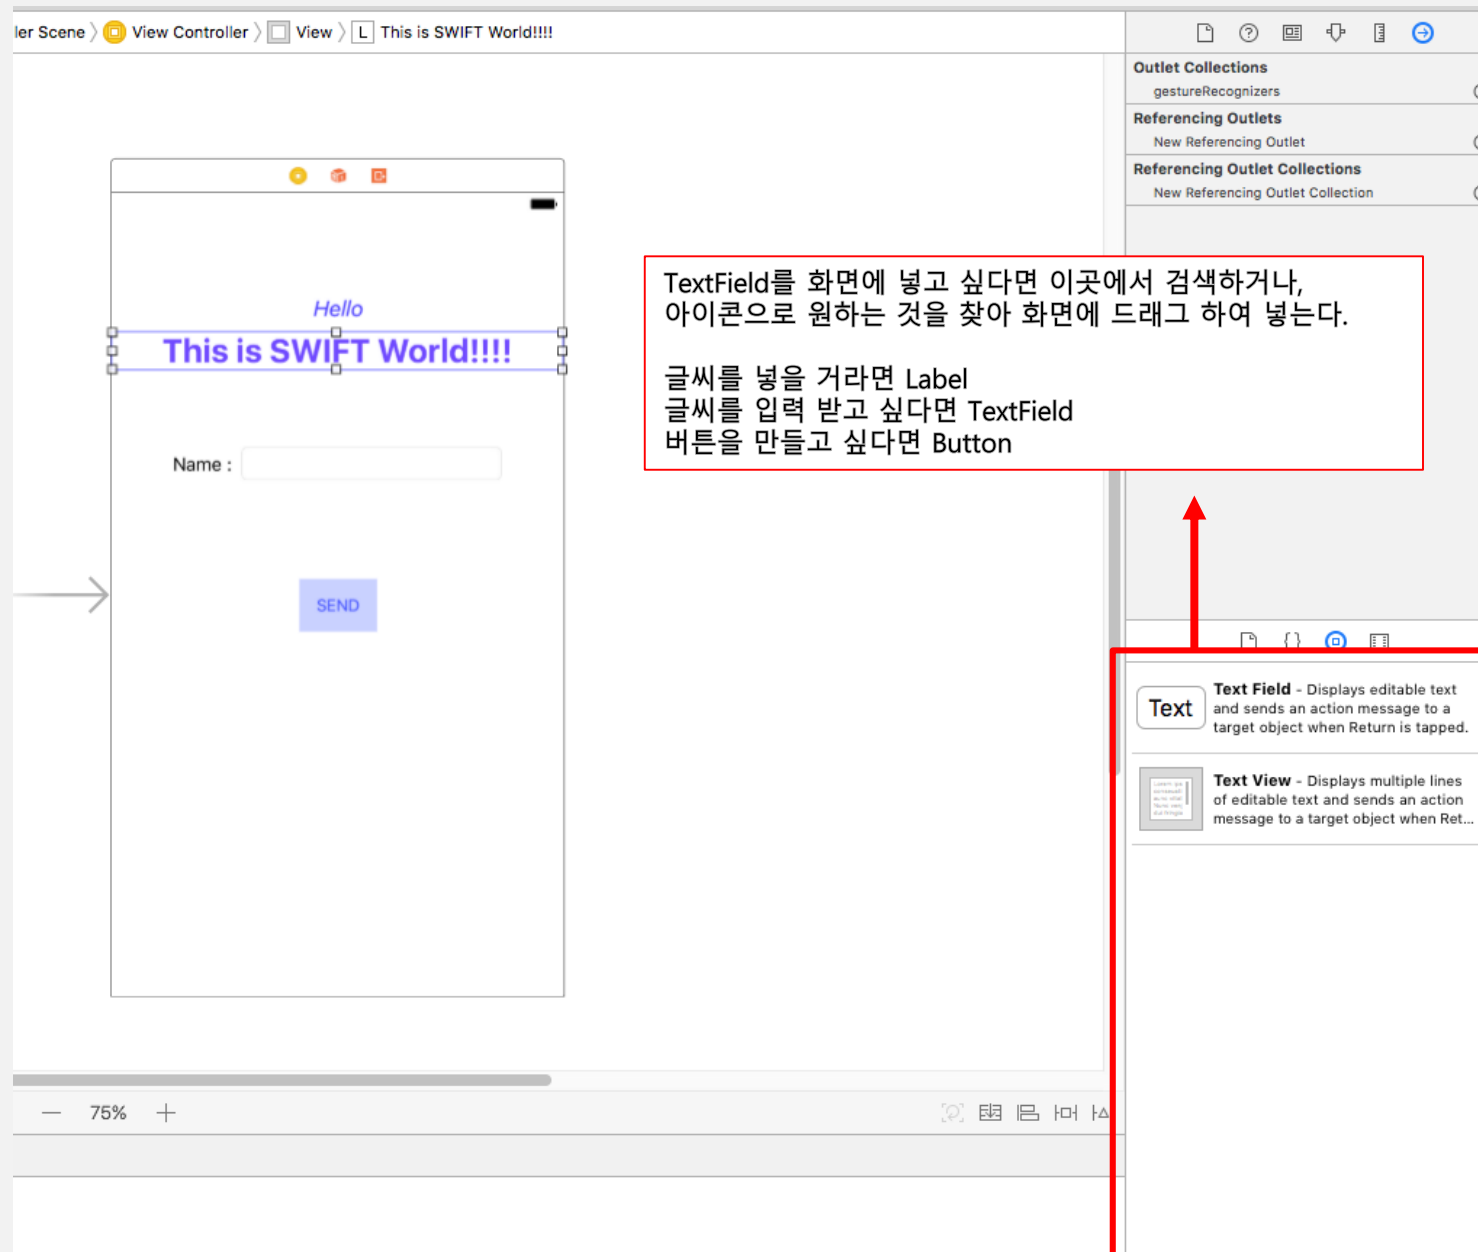 ler Scene View Controller View L This is SWIFT World!!!!
Outlet Collections
gestureRecognizers
Referencing Outlets
New Referencing Outlet
Referencing Outlet Collections
New Referencing Outlet Collection
Hello
This is SWIFT World!!!!
Name :
SEND
TextField를 화면에 넣고 싶다면 이곳에서 검색하거나,
아이콘으로 원하는 것을 찾아 화면에 드래그 하여 넣는다.
글씨를 넣을 거라면 Label
글씨를 입력 받고 싶다면 TextField
버튼을 만들고 싶다면 Button
{ }
Text
Text Field - Displays editable text
and sends an action message to a
target object when Return is tapped.
Text View - Displays multiple lines
of editable text and sends an action
message to a target object when Ret...
75%